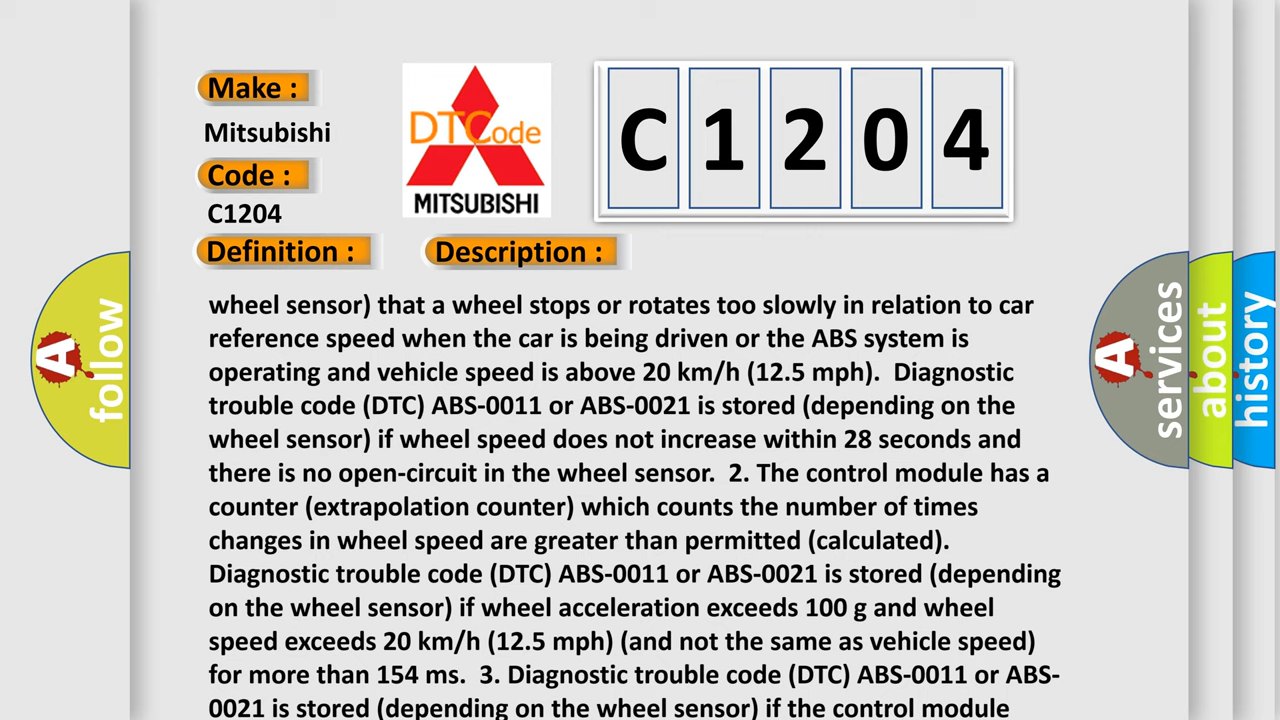 Make :
Mitsubishi
Code :
C1204
DTCode
MITSUBISHI
C1204
Definition :
Description :
wheel sensor) that a wheel stops or rotates too slowly in relation to car
reference speed when the car is being driven or the ABS system is
operating and vehicle speed is above 20 km/h (12.5 mph). Diagnostic
trouble code (DTC) ABS-0011 or ABS-0021 is stored (depending on the
wheel sensor) if wheel speed does not increase within 28 seconds and
there is no open-circuit in the wheel sensor. 2. The control module has a
counter (extrapolation counter) which counts the number of times
changes in wheel speed are greater than permitted (calculated).
Diagnostic trouble code (DTC) ABS-0011 or ABS-0021 is stored (depending
on the wheel sensor) if wheel acceleration exceeds 100 g and wheel
speed exceeds 20 km/h (12.5 mph) (and not the same as vehicle speed)
for more than 154 ms. 3. Diagnostic trouble code (DTC) ABS-0011 or ABS-
0021 is stored (depending on the wheel sensor) if the control module
A
follow
A
services
about
history